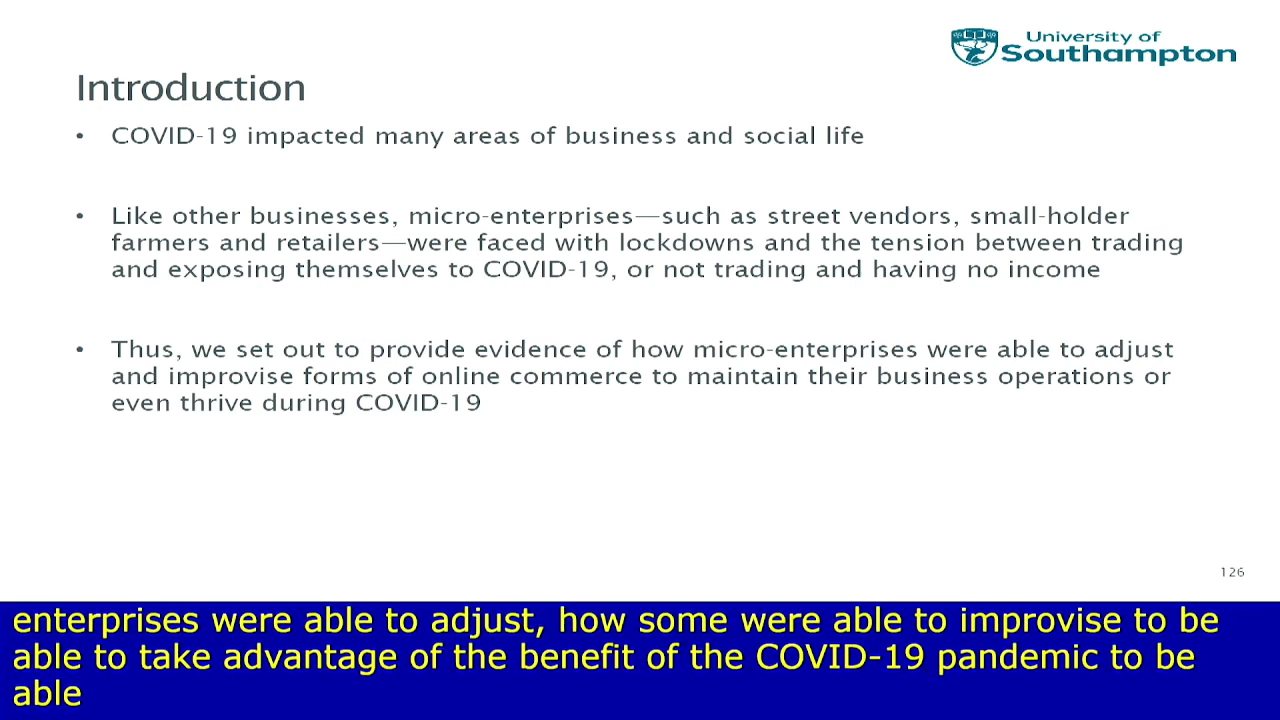 University of
Southampton
Introduction
• COVID-19 impacted many areas of business and social life
• Like other businesses, micro-enterprises—such as street vendors, small-holder
farmers and retailers—were faced with lockdowns and the tension between trading
and exposing themselves to COVID-19, or not trading and having no income
• Thus, we set out to provide evidence of how micro-enterprises were able to adjust
and improvise forms of online commerce to maintain their business operations or
even thrive during COVID-19
126
enterprises were able to adjust, how some were able to improvise to be
able to take advantage of the benefit of the COVID-19 pandemic to be
able